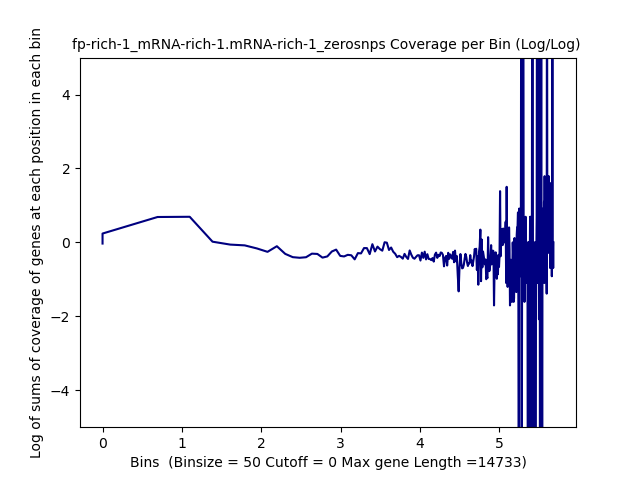 fp-rich-1_mRNA-rich-1.mRNA-rich-1_zerosnps Coverage per Bin (Log/Log)
Log of sums of coverage of genes at each position in each bin
4
2
0
−2
−4
0 1 2 3 4 5
Bins  (Binsize = 50 Cutoff = 0 Max gene Length =14733)